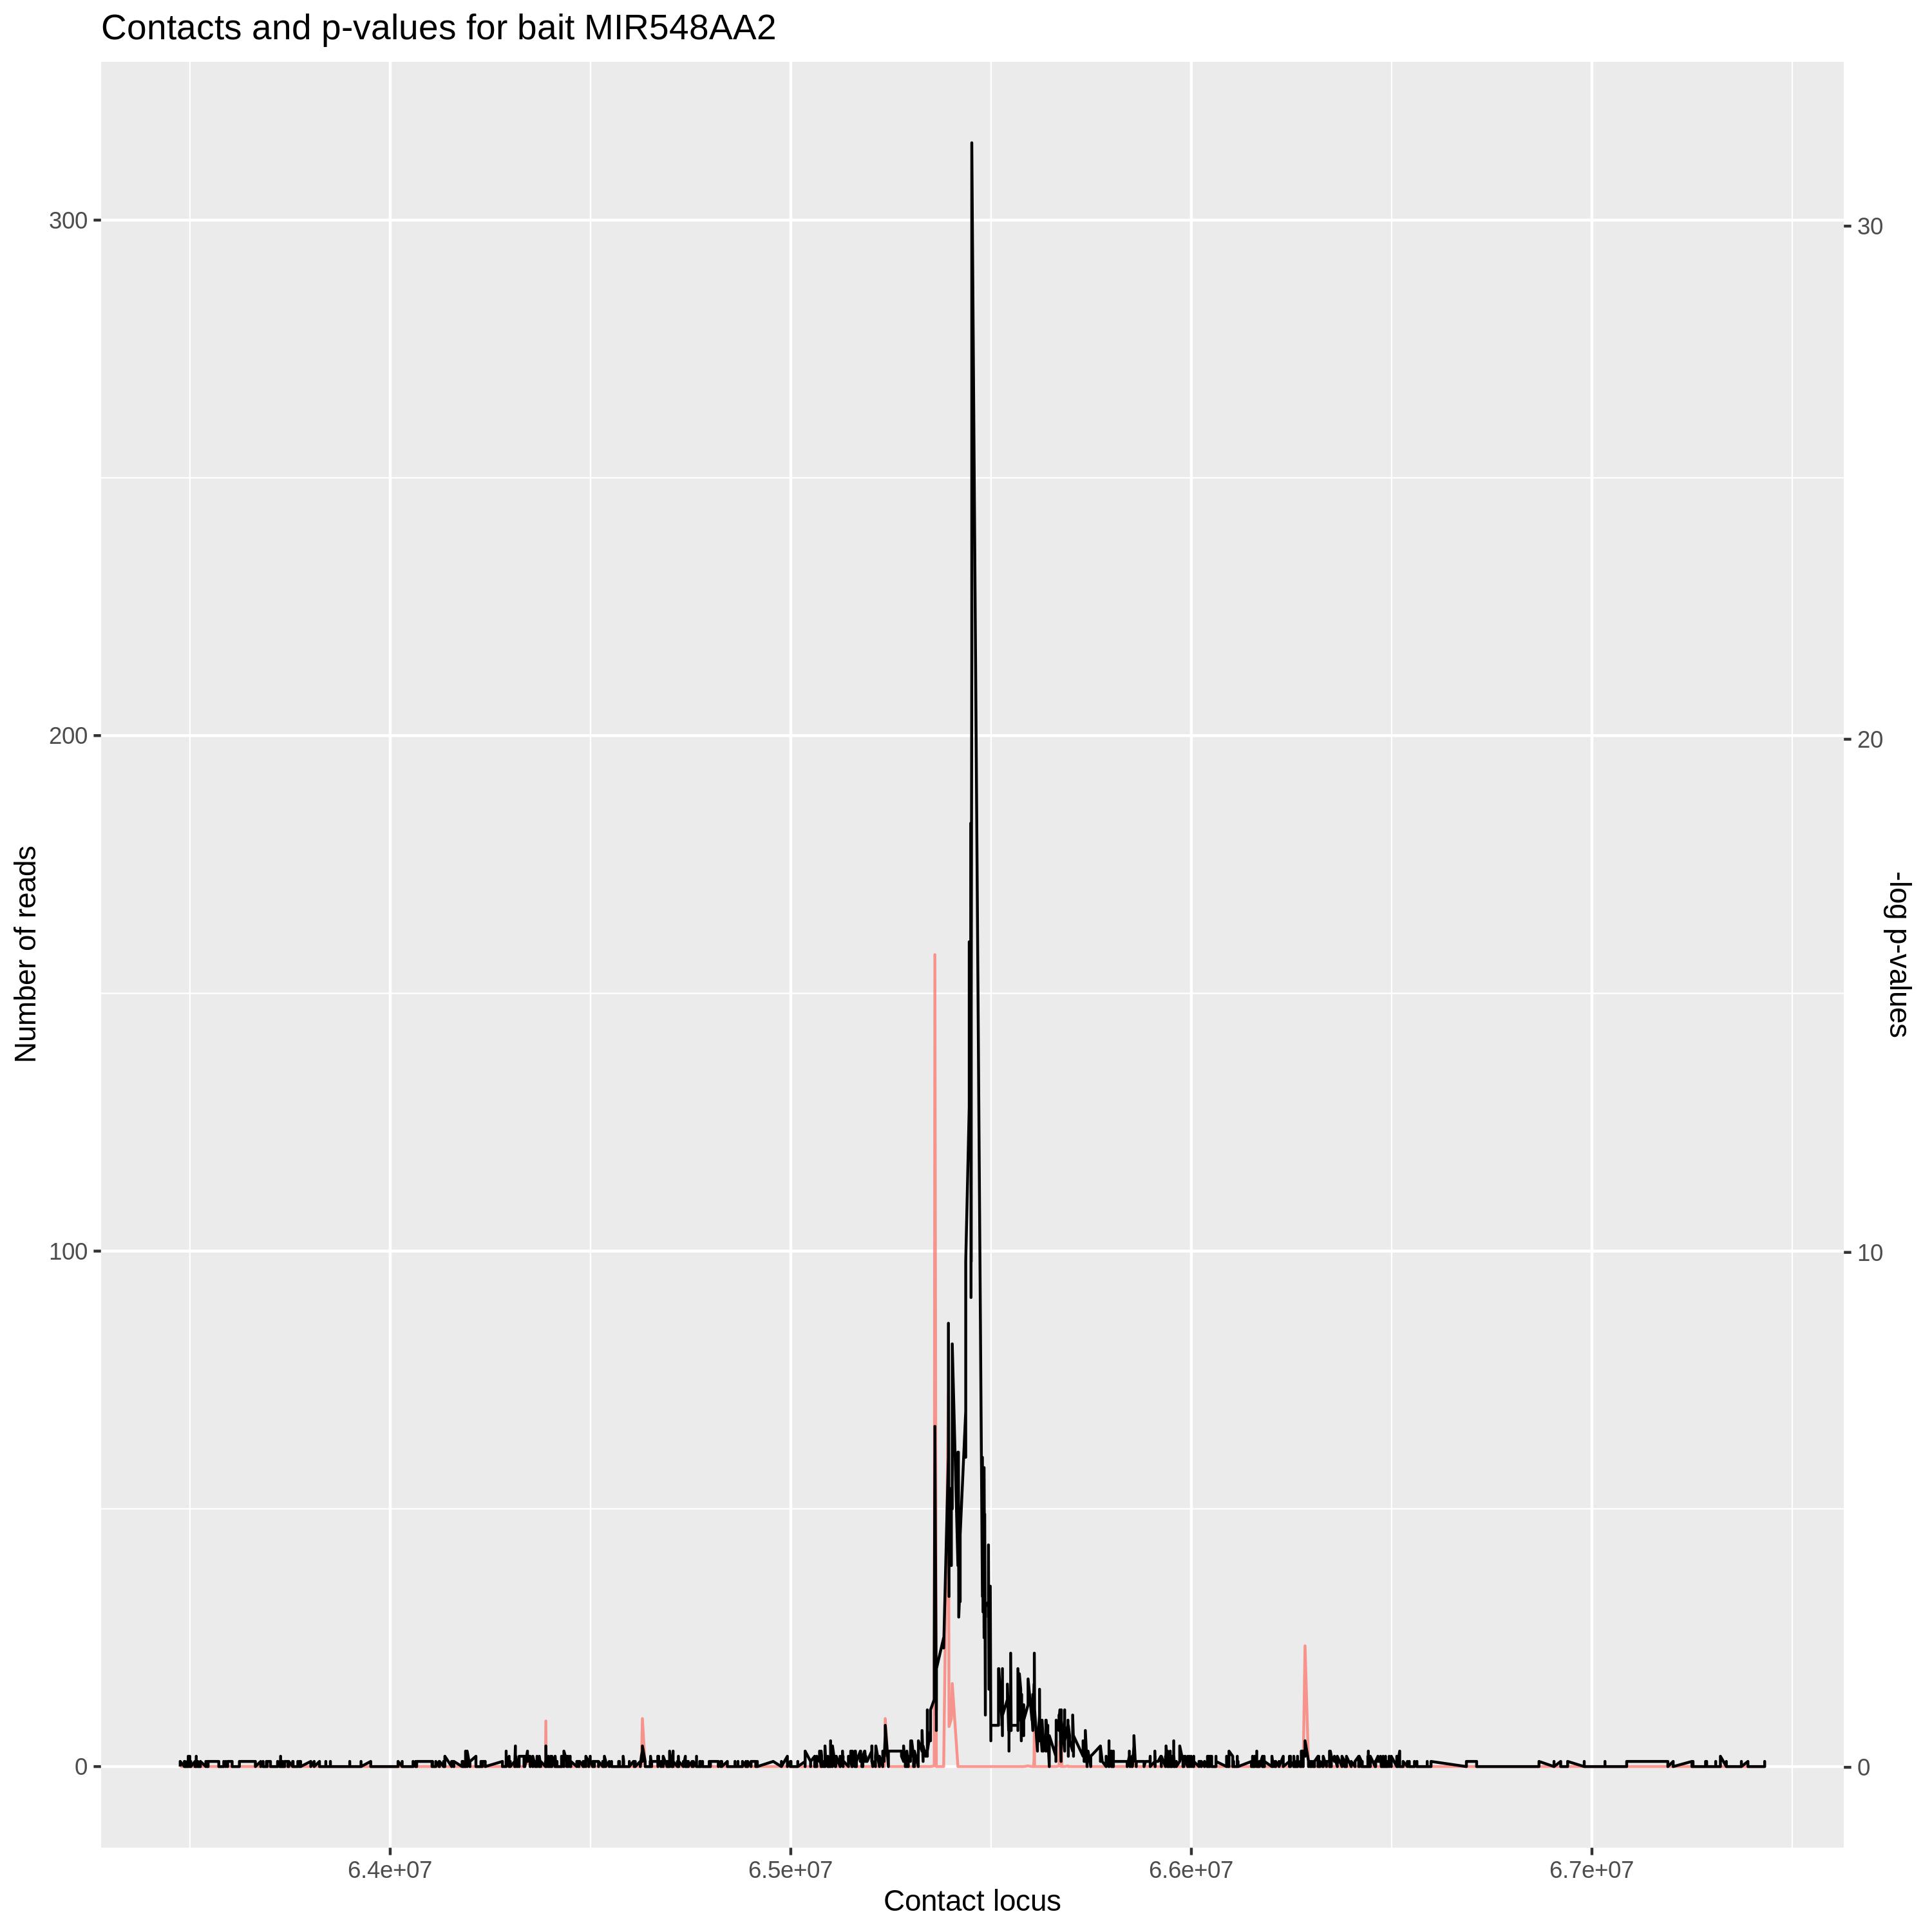 Contacts and p-values for bait MIR548AA2
300
200
100
0
Number of reads
30
20
10
0
-log p-values
6.4e+07
6.5e+07
6.6e+07
6.7e+07
Contact locus